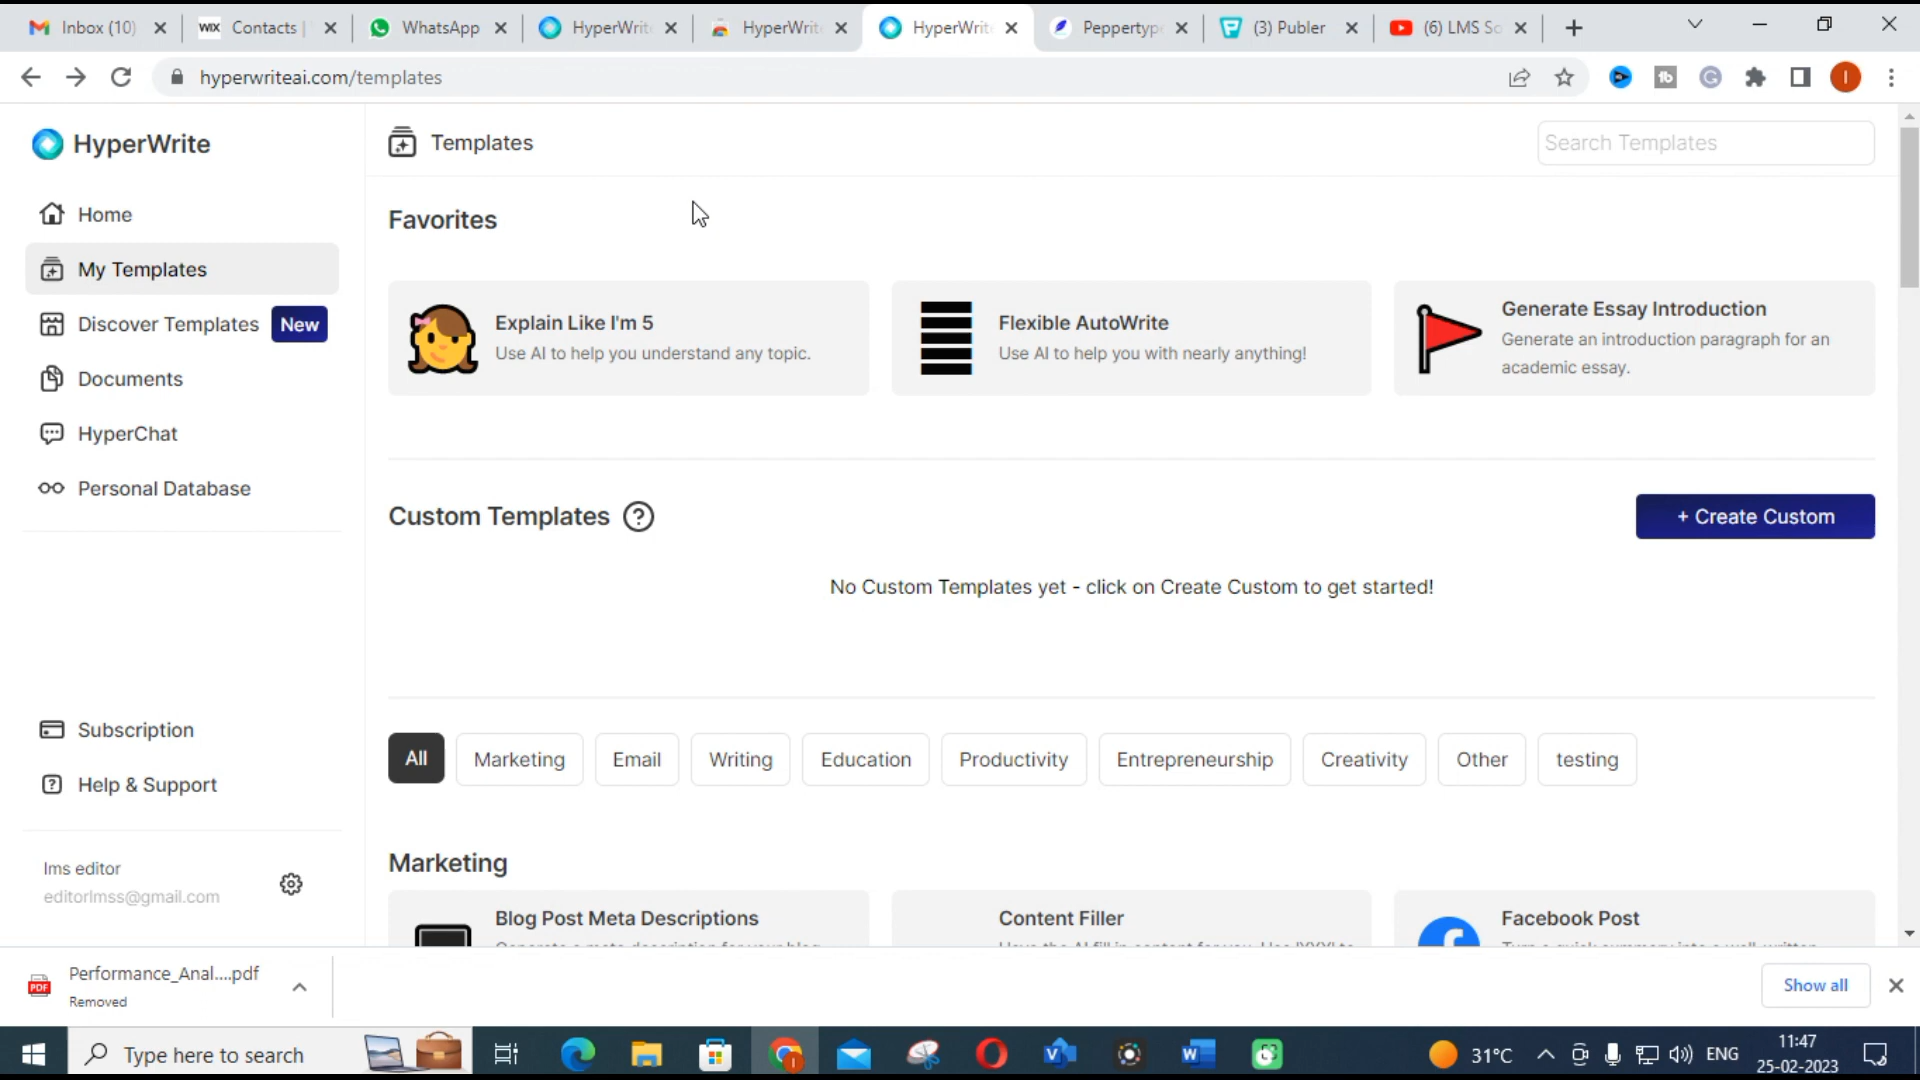 Inbox (10)
Contacts |
WhatsApp
HyperWrit
HyperWrit
HyperWrit
Peppertyp
(3) Publer
(6) LMS So
hyperwriteai.com/templates
HyperWrite
Home
My Templates
Discover Templates New
Documents
HyperChat
Personal Database
Subscription
Help & Support
lms editor
editorlmss@gmail.com
Templates
Search Templates
Favorites
Explain Like I'm 5
Use AI to help you understand any topic.
Flexible AutoWrite
Use AI to help you with nearly anything!
Generate Essay Introduction
Generate an introduction paragraph for an
academic essay.
Custom Templates
+ Create Custom
No Custom Templates yet - click on Create Custom to get started!
All Marketing Email Writing Education Productivity Entrepreneurship Creativity Other testing
Marketing
Blog Post Meta Descriptions
Content Filler
Facebook Post
Performance_Anal....pdf
Removed
Show all
Type here to search
31°C
ENG
11:47
25-02-2023